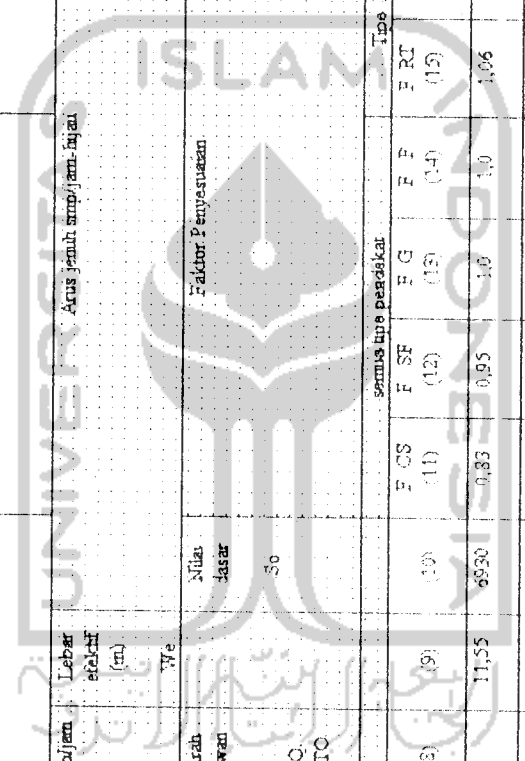 Arus jenuh smp/jam-hijau
Lebar
efektif
(m)
We
Nilai
dasar
So
Faktor Penyesuaian
semua tipe pendekat
Tipe
F CS
F SF
F G
F P
F RT
(9)
(10)
(11)
(12)
(13)
(14)
(15)
11,55
6930
0,83
0,95
1,0
1,0
1,06
UNIVERSITAS
ISLAM
INDONESIA